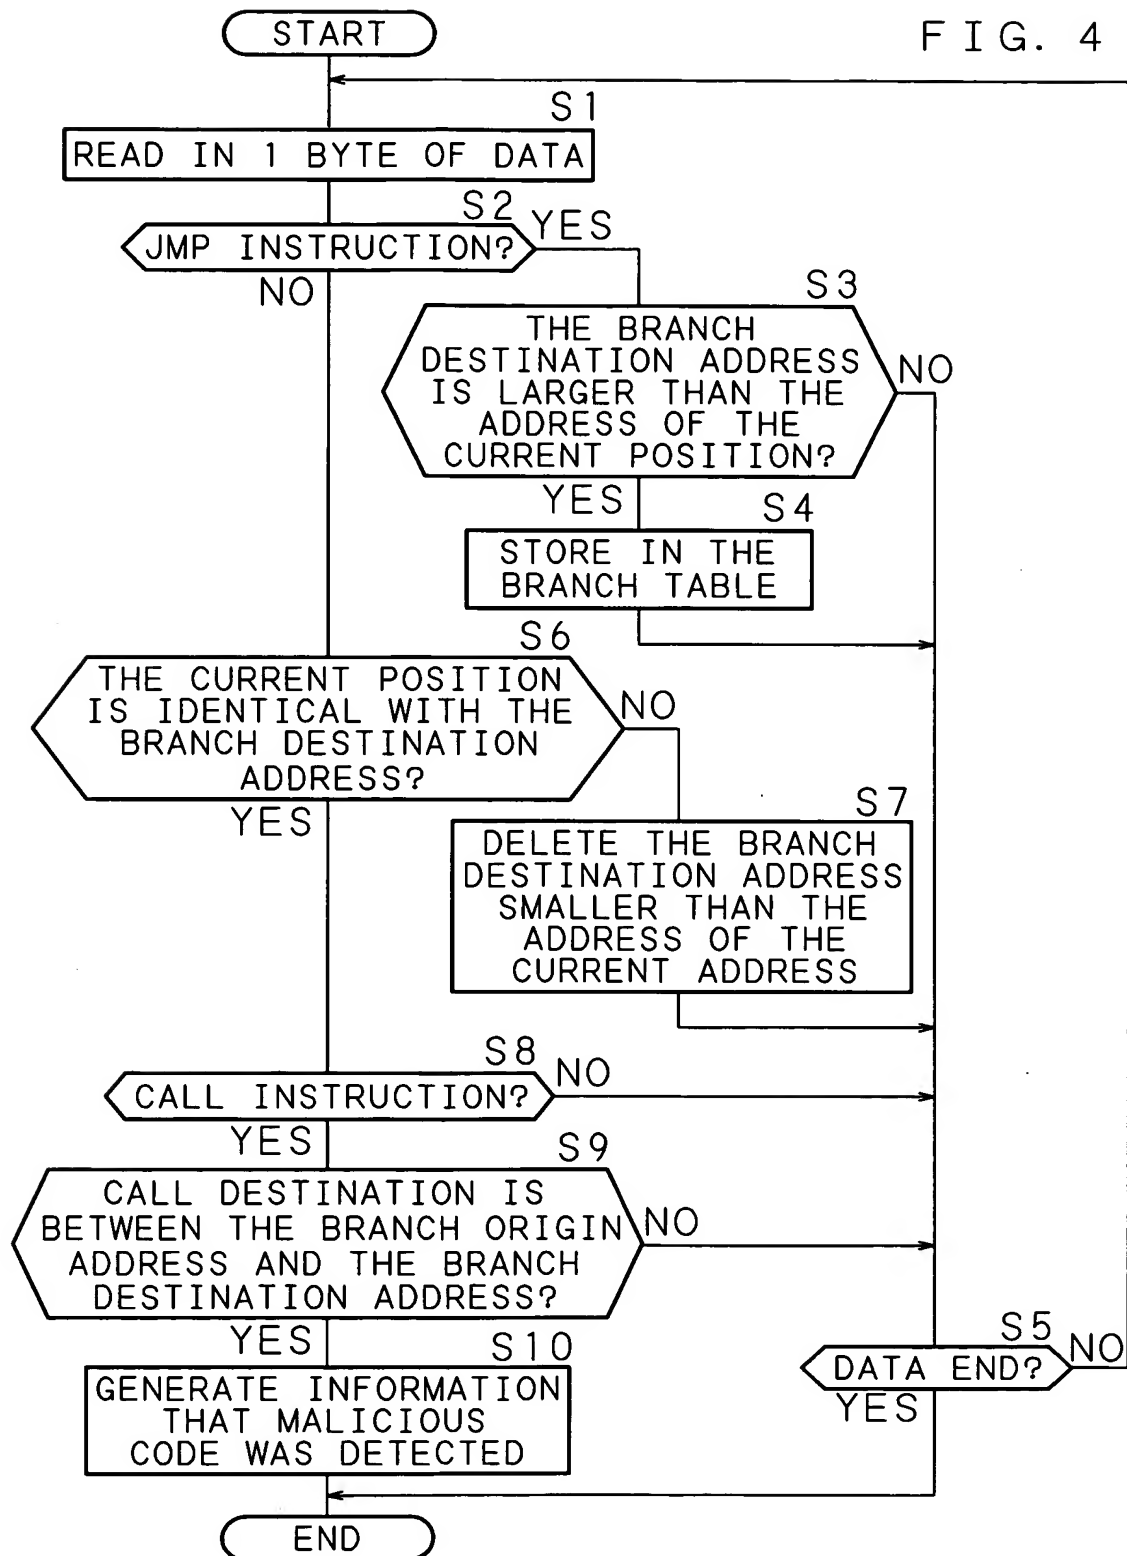 START
FIG. 4
S1
READ IN 1 BYTE OF DATA
S2
JMP INSTRUCTION?
YES
NO
S3
THE BRANCH
DESTINATION ADDRESS
IS LARGER THAN THE
ADDRESS OF THE
CURRENT POSITION?
NO
YES
S4
STORE IN THE
BRANCH TABLE
S6
THE CURRENT POSITION
IS IDENTICAL WITH THE
BRANCH DESTINATION
ADDRESS?
NO
YES
S7
DELETE THE BRANCH
DESTINATION ADDRESS
SMALLER THAN THE
ADDRESS OF THE
CURRENT ADDRESS
S8
CALL INSTRUCTION?
NO
YES
S9
CALL DESTINATION IS
BETWEEN THE BRANCH ORIGIN
ADDRESS AND THE BRANCH
DESTINATION ADDRESS?
NO
YES
S10
GENERATE INFORMATION
THAT MALICIOUS
CODE WAS DETECTED
S5
DATA END?
NO
YES
END